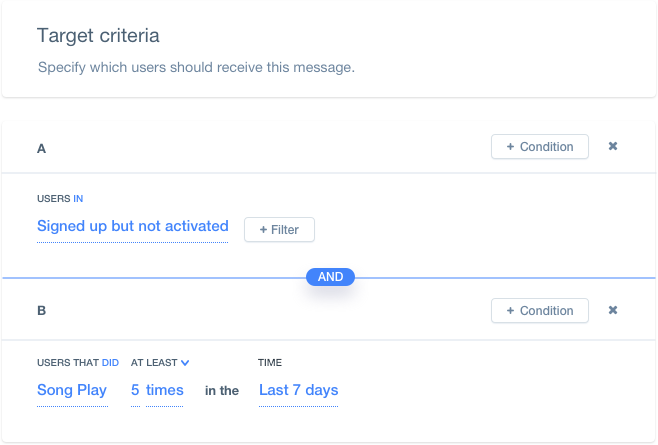 Target criteria
Specify which users should receive this message.
A + Condition ✖
USERS IN
Signed up but not activated + Filter
AND
B + Condition ✖
USERS THAT DID AT LEAST TIME
Song Play 5 times in the Last 7 days